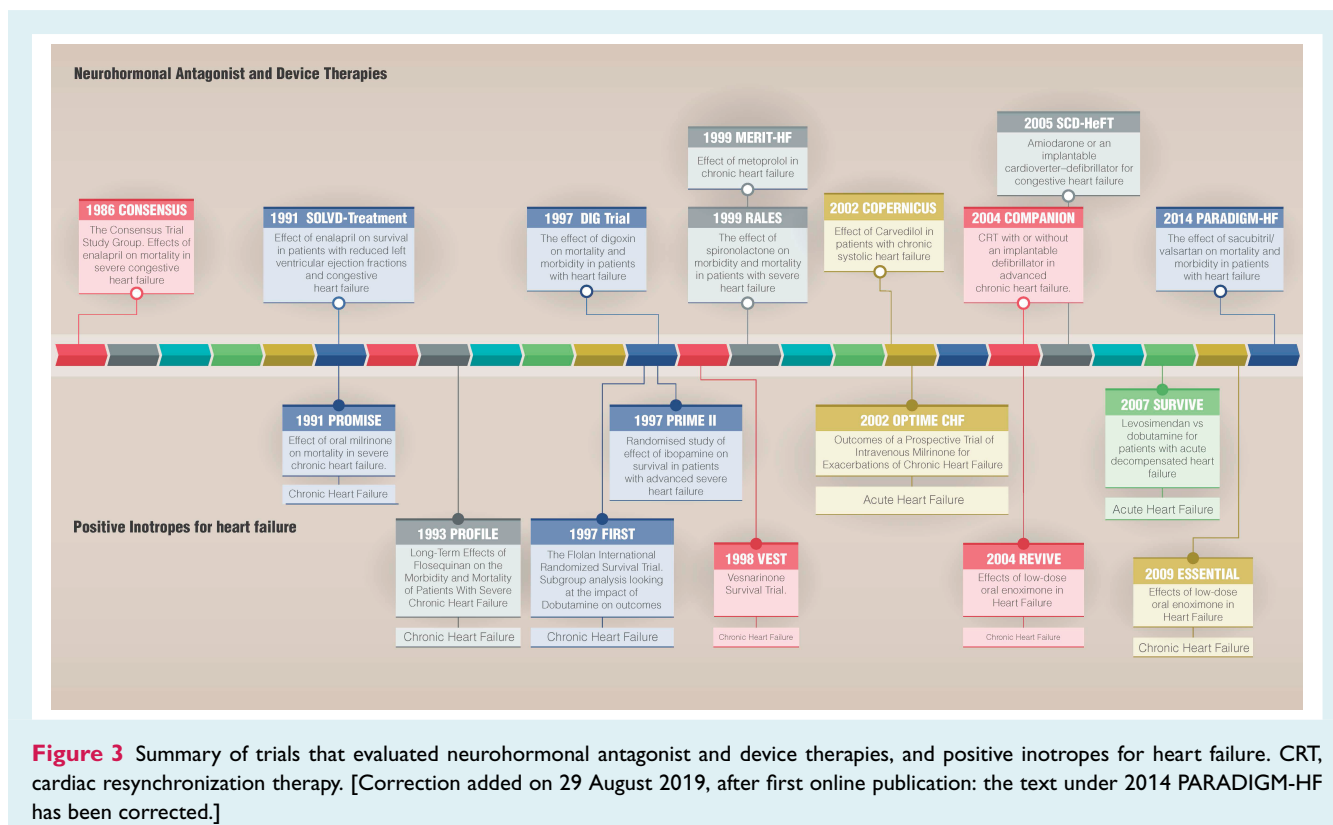 Neurohormonal Antagonist and Device Therapies
1986 CONSENSUS
The Consensus Trial
Study Group. Effects of
enalapril on mortality in
severe congestive
heart failure
1991 SOLVD-Treatment
Effect of enalapril on survival
in patients with reduced left
ventricular ejection fractions
and congestive
heart failure
1997 DIG Trial
The effect of digoxin
on mortality and
morbidity in patients
with heart failure
1999 MERIT-HF
Effect of metoprolol in
chronic heart failure
1999 RALES
The effect of
spironolactone on
morbidity and mortality
in patients with severe
heart failure
2002 COPERNICUS
Effect of Carvedilol in
patients with chronic
systolic heart failure
2005 SCD-HeFT
Amiodarone or an
implantable
cardioverter–defibrillator for
congestive heart failure
2004 COMPANION
CRT with or without
an implantable
defibrillator in
advanced
chronic heart failure.
2014 PARADIGM-HF
The effect of sacubitril/
valsartan on mortality and
morbidity in patients
with heart failure
1991 PROMISE
Effect of oral milrinone
on mortality in severe
chronic heart failure.
Chronic Heart Failure
Positive Inotropes for heart failure
1993 PROFILE
Long-Term Effects of
Flosequinan on the
Morbidity and Mortality
of Patients With Severe
Chronic Heart Failure
Chronic Heart Failure
1997 FIRST
The Flolan International
Randomized Survival Trial.
Subgroup analysis looking
at the impact of
Dobutamine on outcomes
Chronic Heart Failure
1997 PRIME II
Randomised study of
effect of ibopamine on
survival in patients
with advanced severe
heart failure
1998 VEST
Vesnarinone
Survival Trial.
Chronic Heart Failure
2002 OPTIME CHF
Outcomes of a Prospective Trial of
Intravenous Milrinone for
Exacerbations of Chronic Heart Failure
Acute Heart Failure
2004 REVIVE
Effects of low-dose
oral enoximone in
Heart Failure
Chronic Heart Failure
2007 SURVIVE
Levosimendan vs
dobutamine for
patients with acute
decompensated heart
failure
Acute Heart Failure
2009 ESSENTIAL
Effects of low-dose
oral enoximone in
Heart Failure
Chronic Heart Failure
Figure 3 Summary of trials that evaluated neurohormonal antagonist and device therapies, and positive inotropes for heart failure. CRT,
cardiac resynchronization therapy. [Correction added on 29 August 2019, after first online publication: the text under 2014 PARADIGM-HF
has been corrected.]